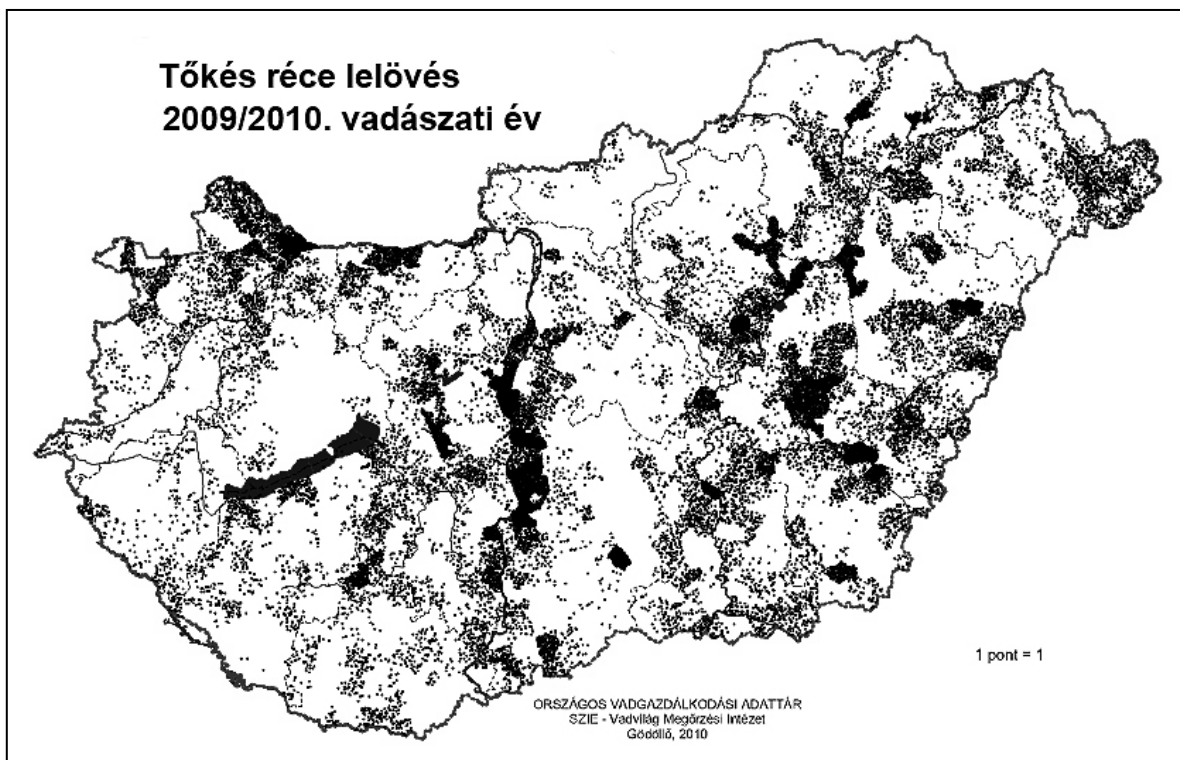 Tőkés réce lelövés
2009/2010. vadászati év
1 pont = 1
ORSZÁGOS VADGAZDÁLKODÁSI ADATTÁR
SZIE - Vadvilág Megőrzési Intézet
Gödöllő, 2010